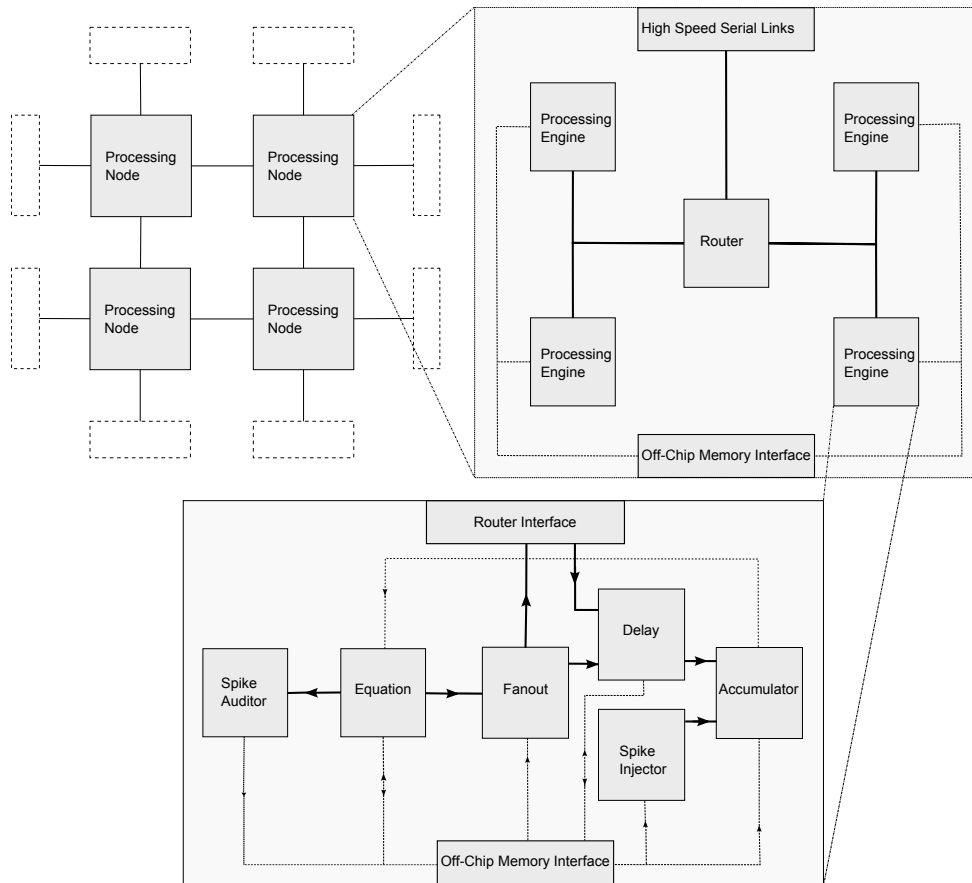 High Speed Serial Links
Processing
Node
Processing
Node
Processing
Engine
Processing
Engine
Router
Processing
Node
Processing
Node
Processing
Engine
Processing
Engine
Off-Chip Memory Interface
Router Interface
Delay
Spike
Auditor
Equation
Fanout
Accumulator
Spike
Injector
Off-Chip Memory Interface